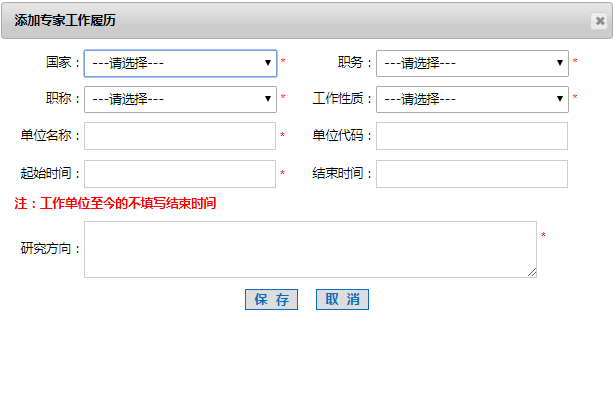 添加专家工作履历
国家： ---请选择--- * 职务： ---请选择--- *
职称： ---请选择--- * 工作性质： ---请选择--- *
单位名称： * 单位代码：
起始时间： * 结束时间：
注：工作单位至今的不填写结束时间
研究方向： *
保 存 取 消